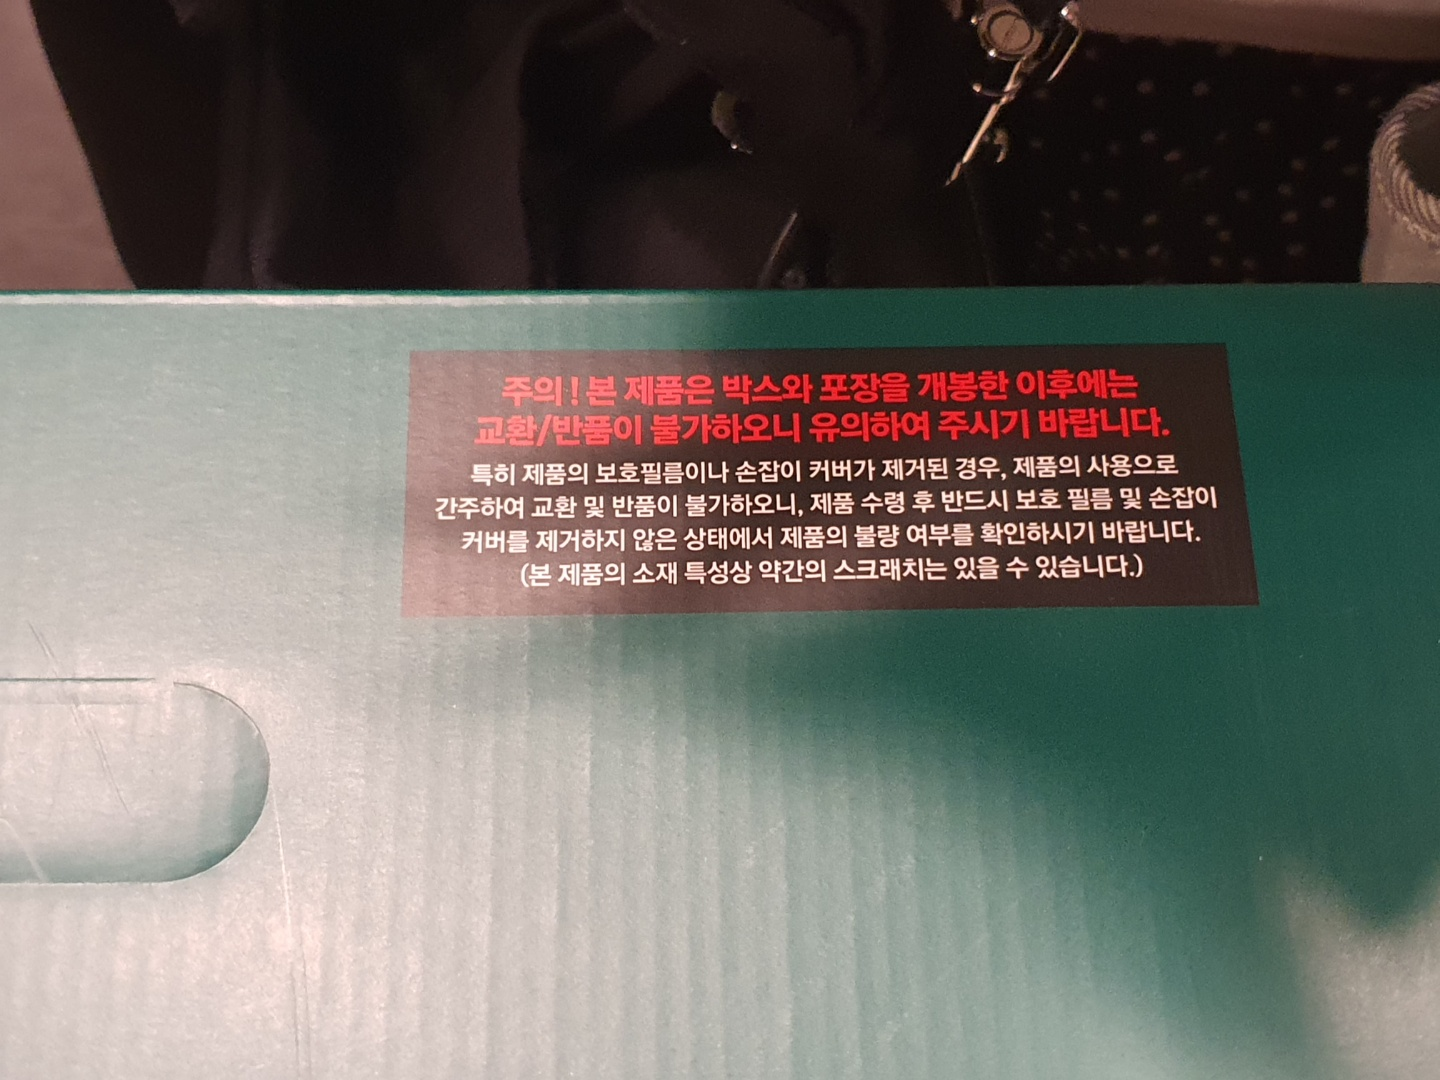 주의! 본 제품은 박스와 포장을 개봉한 이후에는
교환/반품이 불가하오니 유의하여 주시기 바랍니다.
특히 제품의 보호필름이나 손잡이 커버가 제거된 경우, 제품의 사용으로
간주하여 교환 및 반품이 불가하오니, 제품 수령 후 반드시 보호 필름 및 손잡이
커버를 제거하지 않은 상태에서 제품의 불량 여부를 확인하시기 바랍니다.
(본 제품의 소재 특성상 약간의 스크래치는 있을 수 있습니다.)